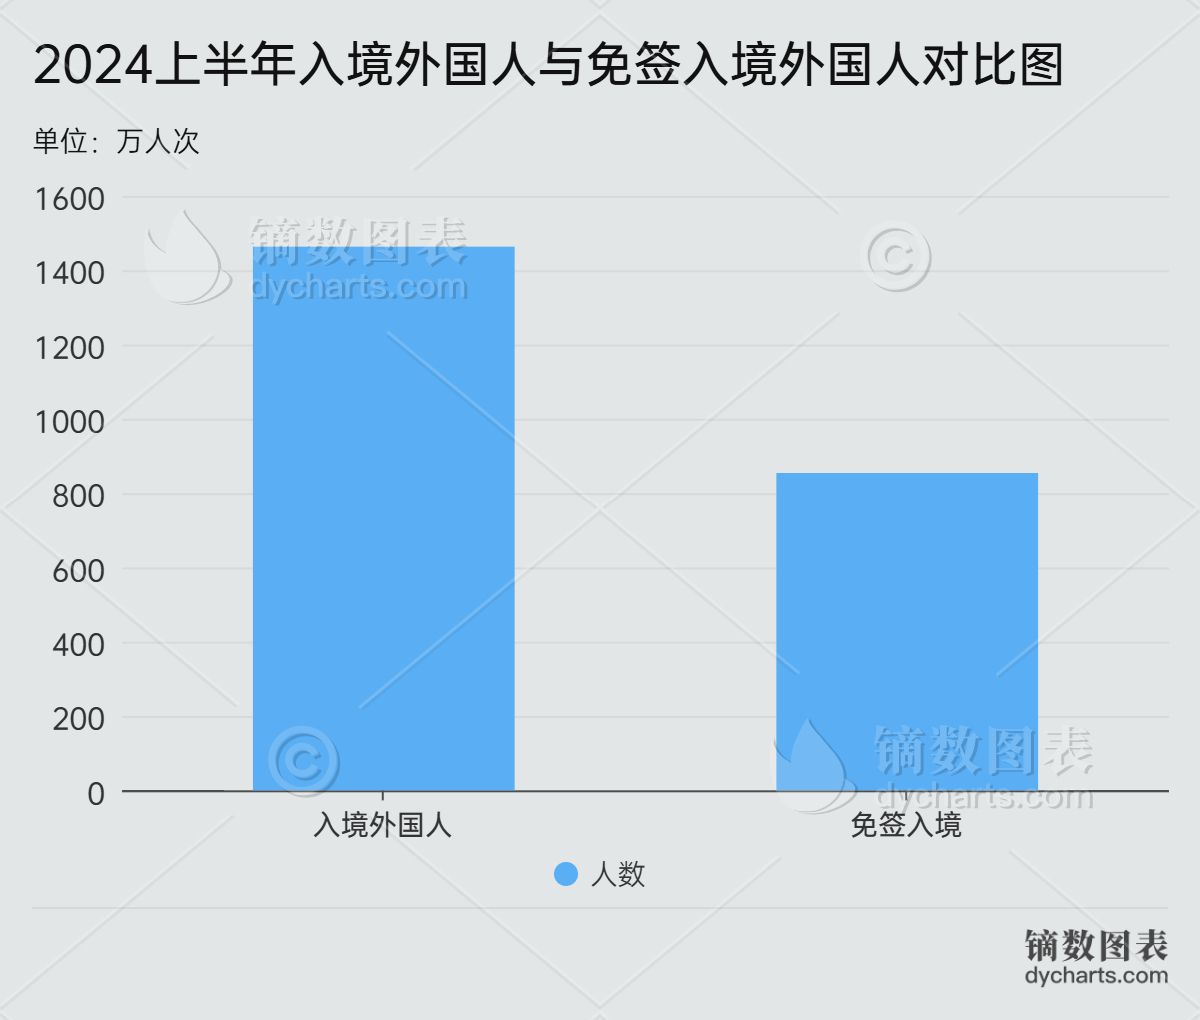 2024上半年入境外国人与免签入境外国人对比图
单位：万人次
1600
1400
1200
1000
800
600
400
200
0
镝数图表
dycharts.com
©
©
镝数图表
dycharts.com
入境外国人
免签入境
人数
镝数图表
dycharts.com